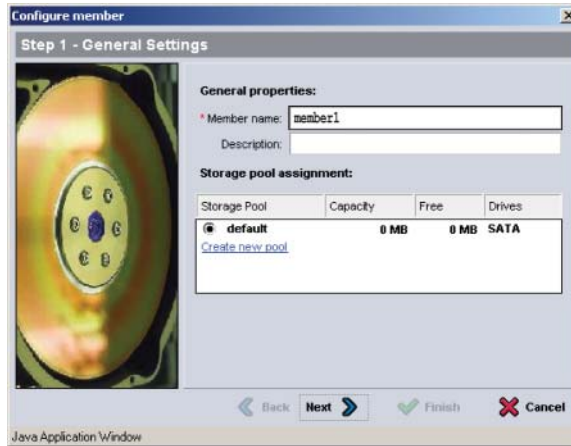 Configure member
Step 1 - General Settings
General properties:
* Member name: member1
Description:
Storage pool assignment:
Storage Pool Capacity Free Drives
default 0 MB 0 MB SATA
Create new pool
Back Next Finish Cancel
Java Application Window